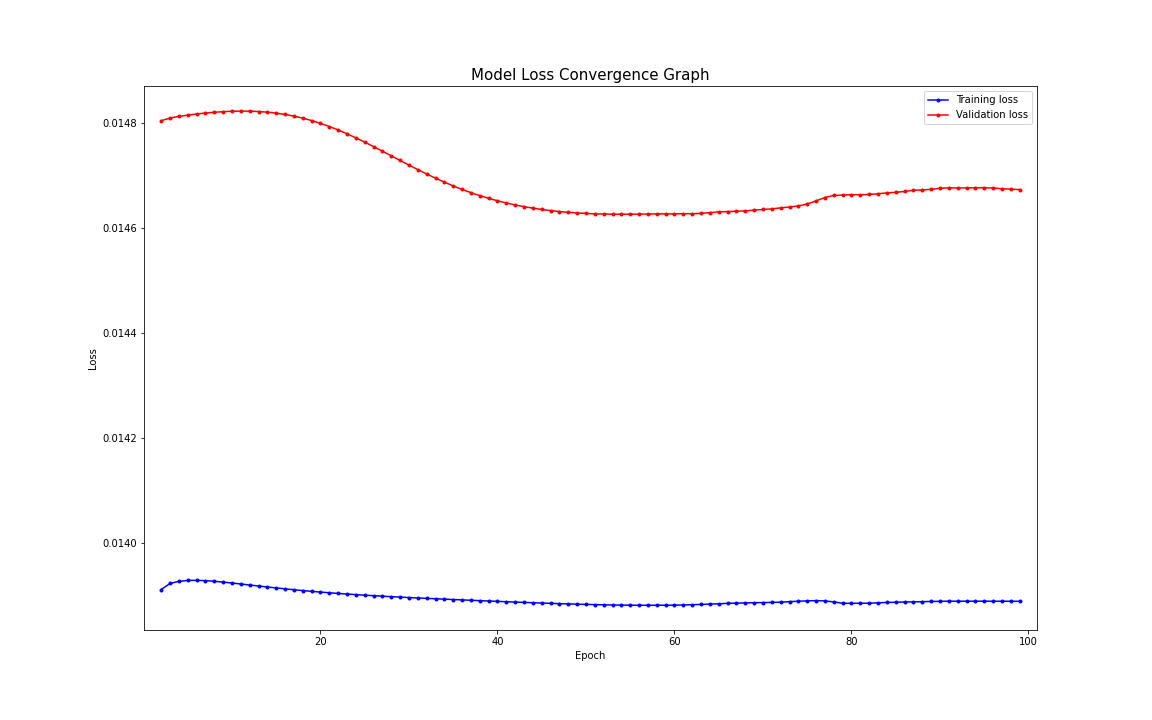 Model Loss Convergence Graph
Training loss
Validation loss
0.0148
0.0146
0.0144
0.0142
0.0140
Loss
20
40
60
80
100
Epoch